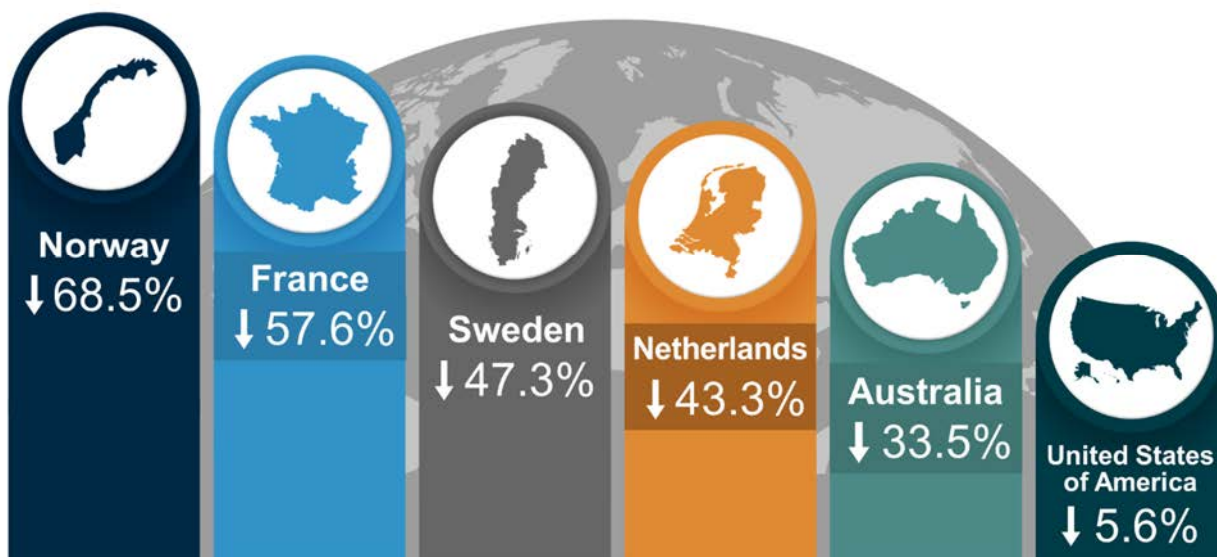 Norway
↓ 68.5%
France
↓ 57.6%
Sweden
↓ 47.3%
Netherlands
↓ 43.3%
Australia
↓ 33.5%
United States
of America
↓ 5.6%